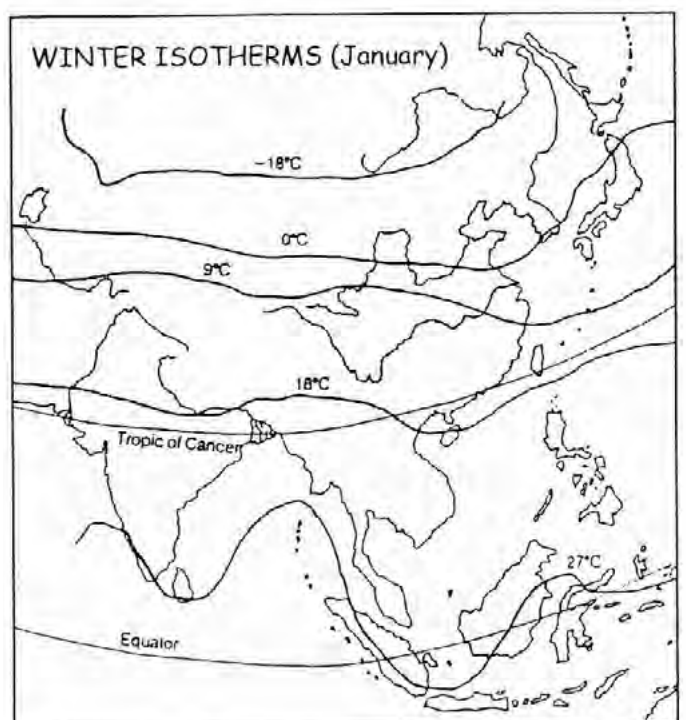 WINTER ISOTHERMS (January)
-18°C
0°C
9°C
18°C
Tropic of Cancer
27°C
Equator